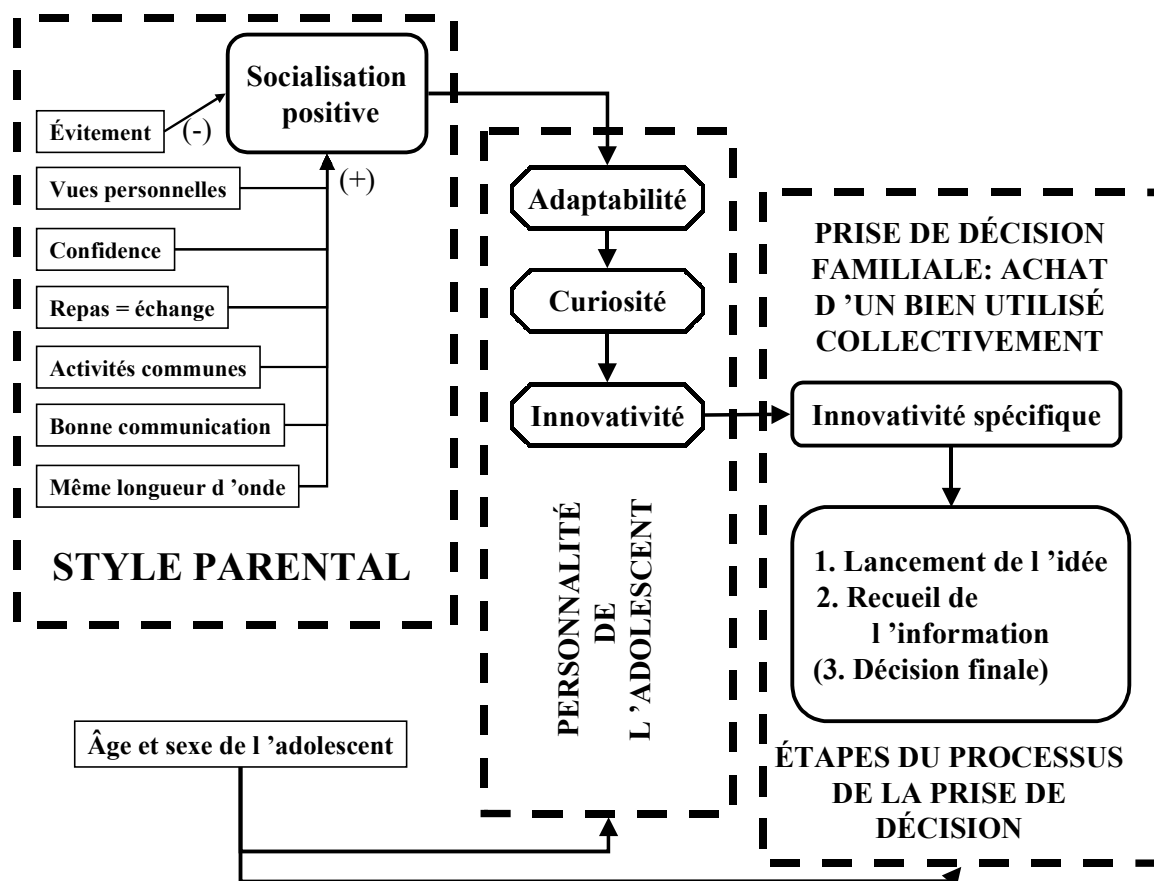 Socialisation
positive
Évitement
(-)
(+)
Vues personnelles
Confidence
Repas = échange
Activités communes
Bonne communication
Même longueur d ’onde
STYLE PARENTAL
Adaptabilité
Curiosité
Innovativité
PERSONNALITÉ
DE
L ’ADOLESCENT
PRISE DE DÉCISION
FAMILIALE: ACHAT
D ’UN BIEN UTILISÉ
COLLECTIVEMENT
Innovativité spécifique
1. Lancement de l ’idée
2. Recueil de
l ’information
(3. Décision finale)
ÉTAPES DU PROCESSUS
DE LA PRISE DE
DÉCISION
Âge et sexe de l ’adolescent